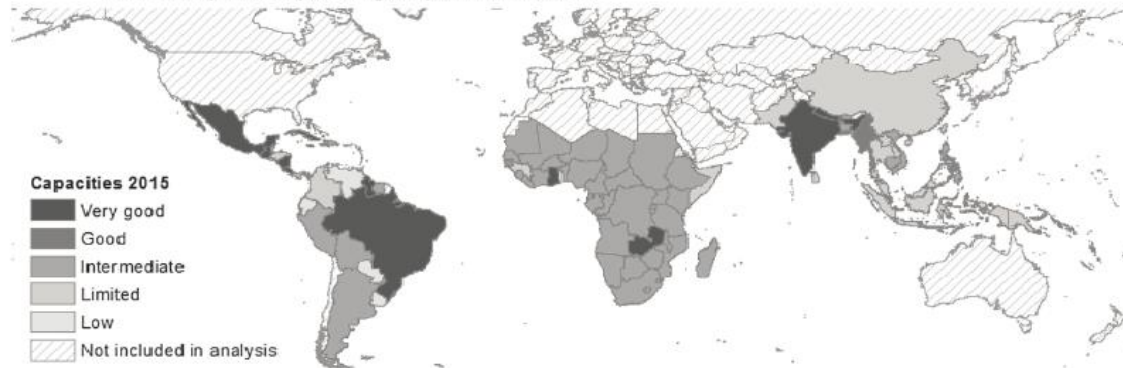 Capacities 2015
Very good
Good
Intermediate
Limited
Low
Not included in analysis